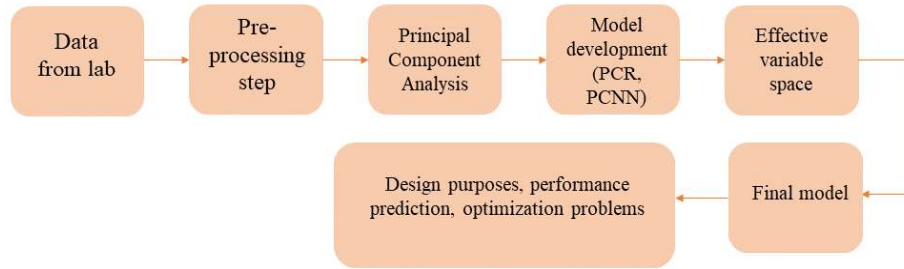 Data
from lab
Pre-
processing
step
Principal
Component
Analysis
Model
development
(PCR,
PCNN)
Effective
variable
space
Design purposes, performance
prediction, optimization problems
Final model